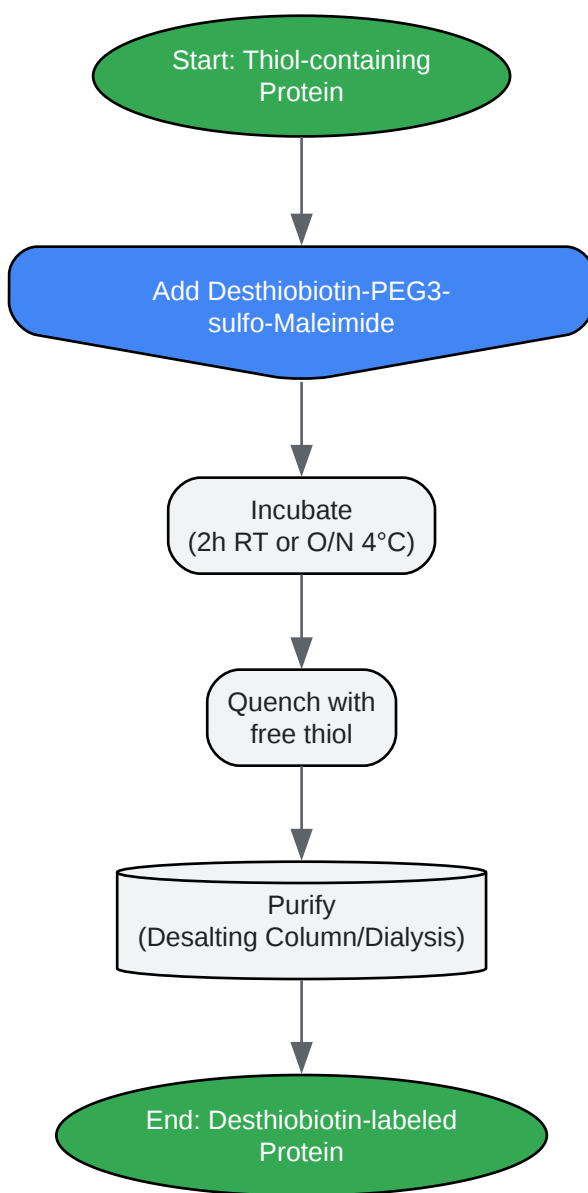 Start: Thiol-containing
Protein
Add Desthiobiotin-PEG3-
sulfo-Maleimide
Incubate
(2h RT or O/N 4°C)
Quench with
free thiol
Purify
(Desalting Column/Dialysis)
End: Desthiobiotin-labeled
Protein